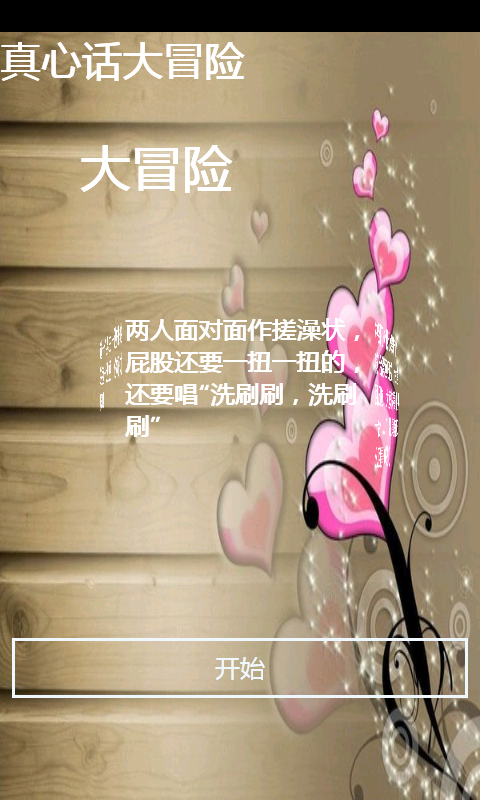 真心话大冒险
大冒险
两人面对面作搓澡状，
屁股还要一扭一扭的，
还要唱“洗刷刷，洗刷
刷”
开始